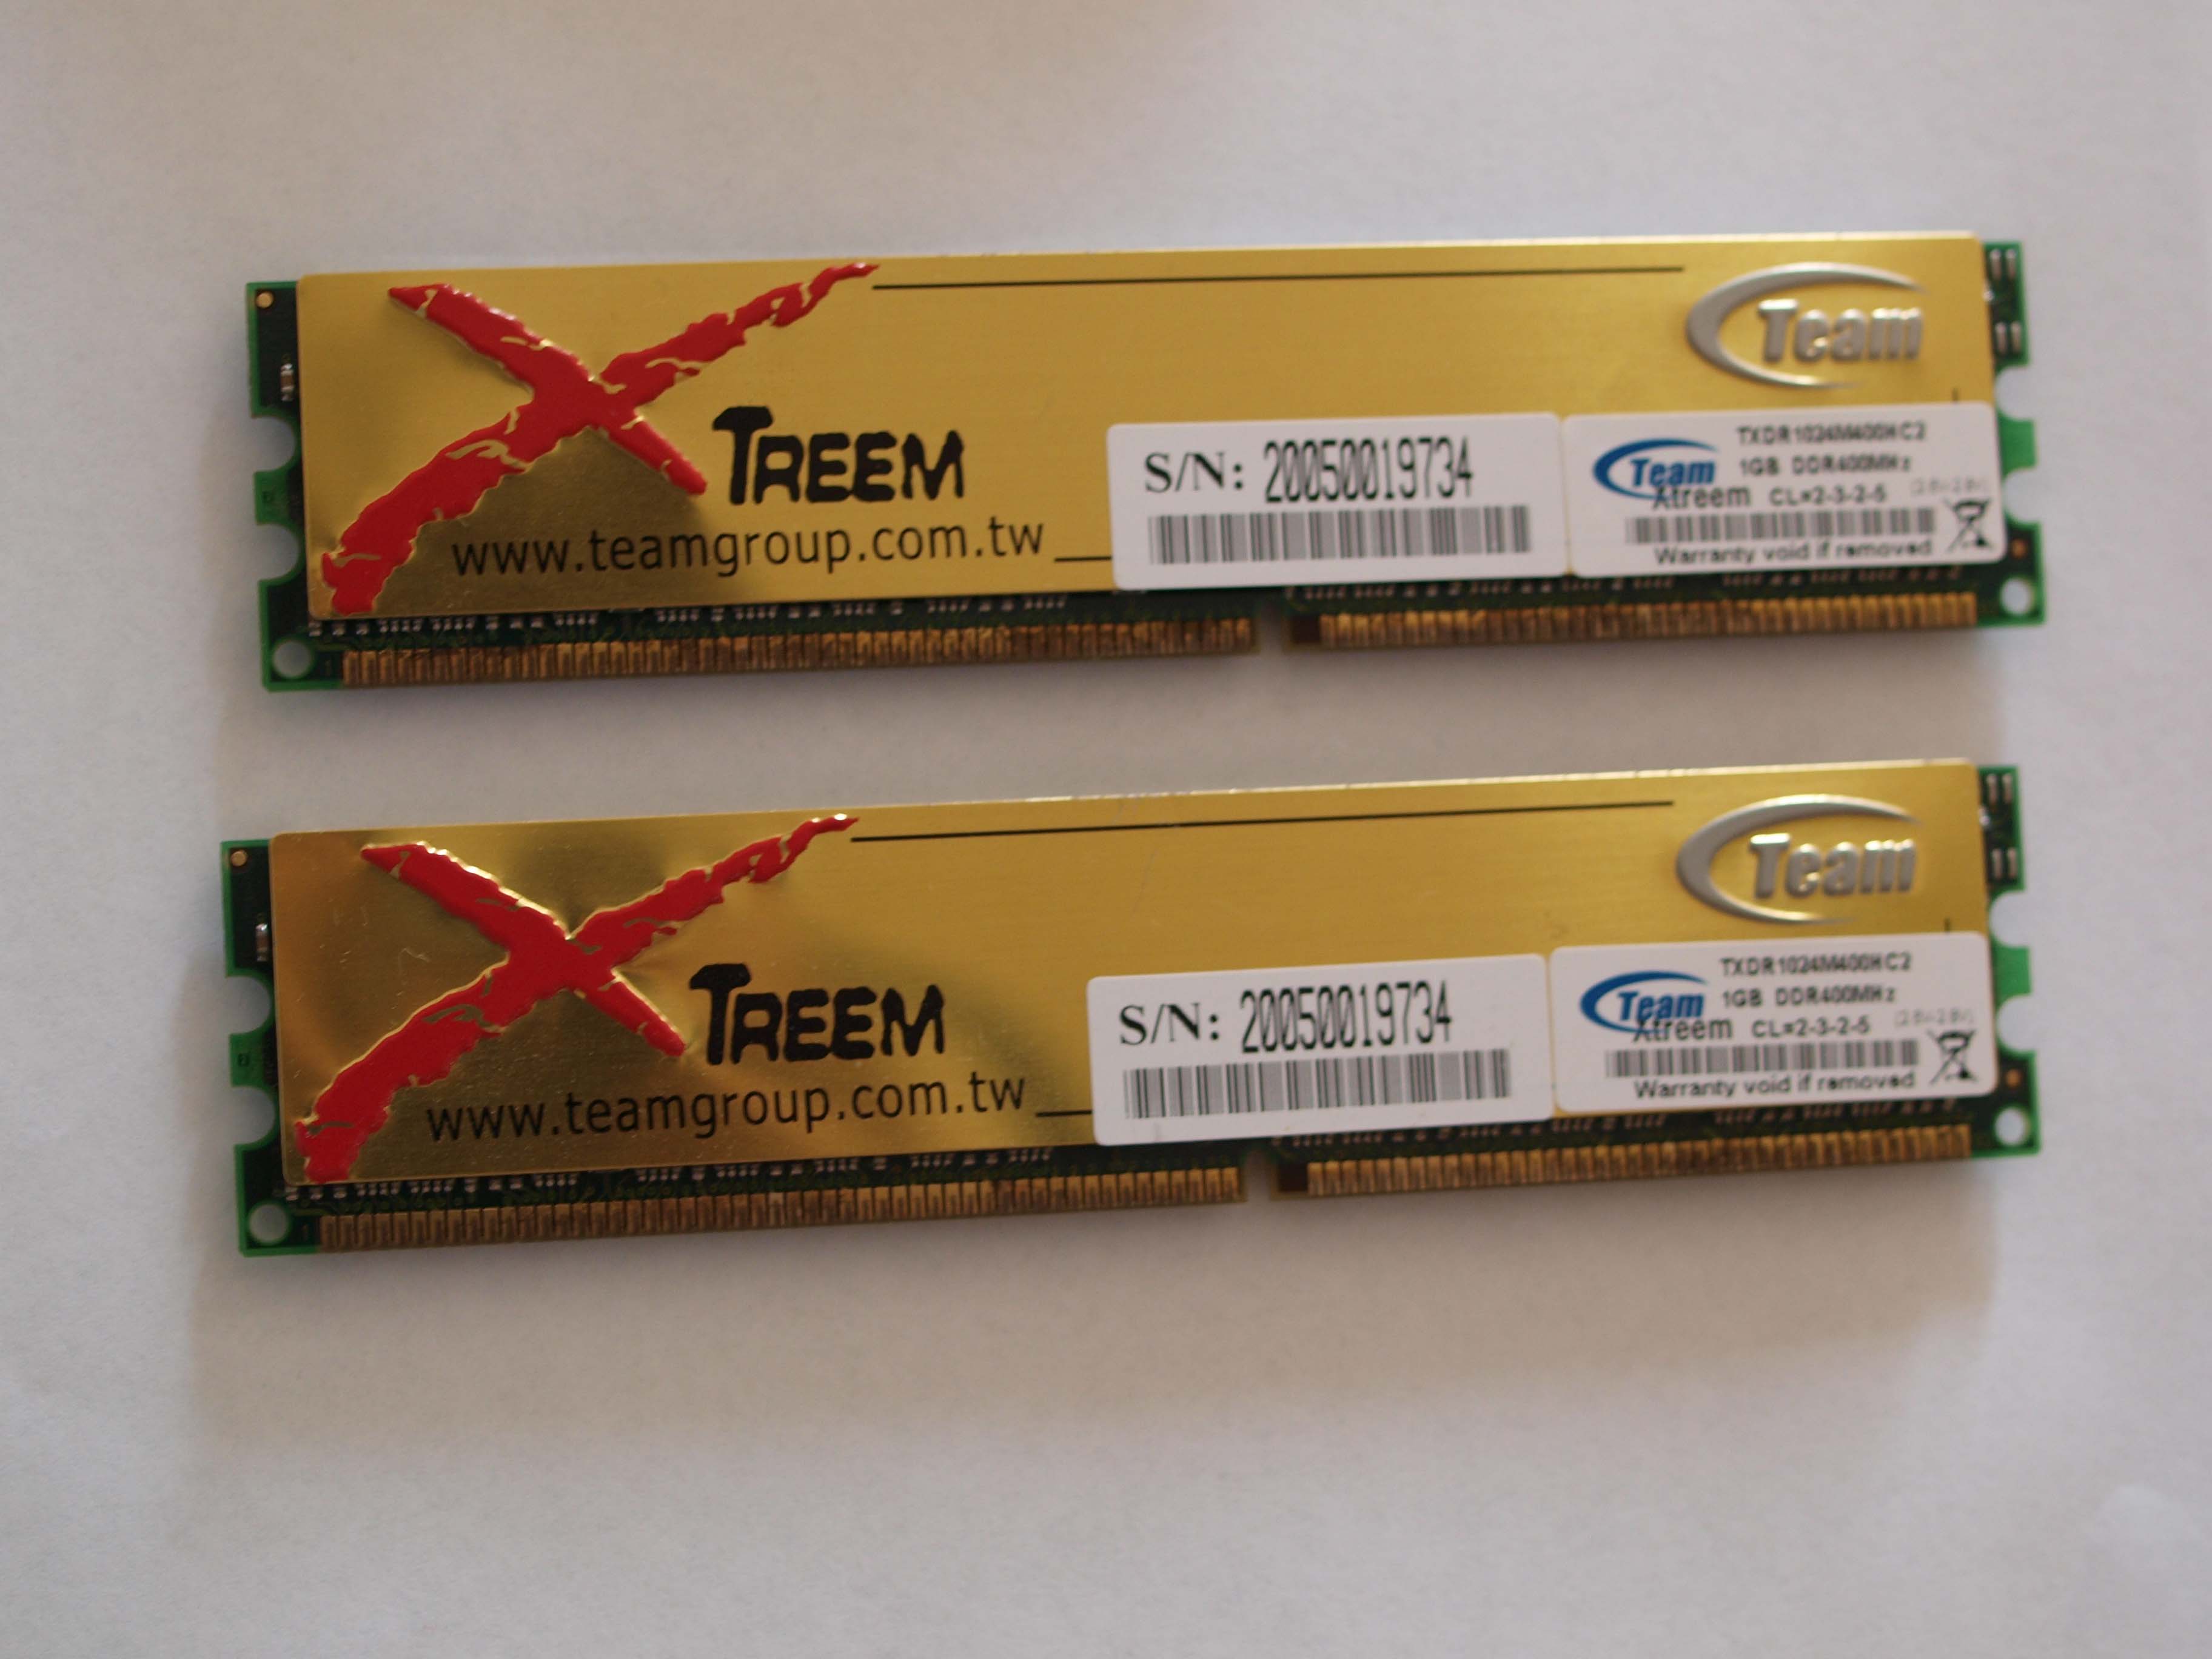 XTREEM
www.teamgroup.com.tw
Team
S/N: 20050019734
Team
TXDR1024M400HC2
1GB DDR400MHz
Xtreem CL=2-3-2-5
Warranty void if removed
XTREEM
www.teamgroup.com.tw
Team
S/N: 20050019734
Team
TXDR1024M400HC2
1GB DDR400MHz
Xtreem CL=2-3-2-5
Warranty void if removed